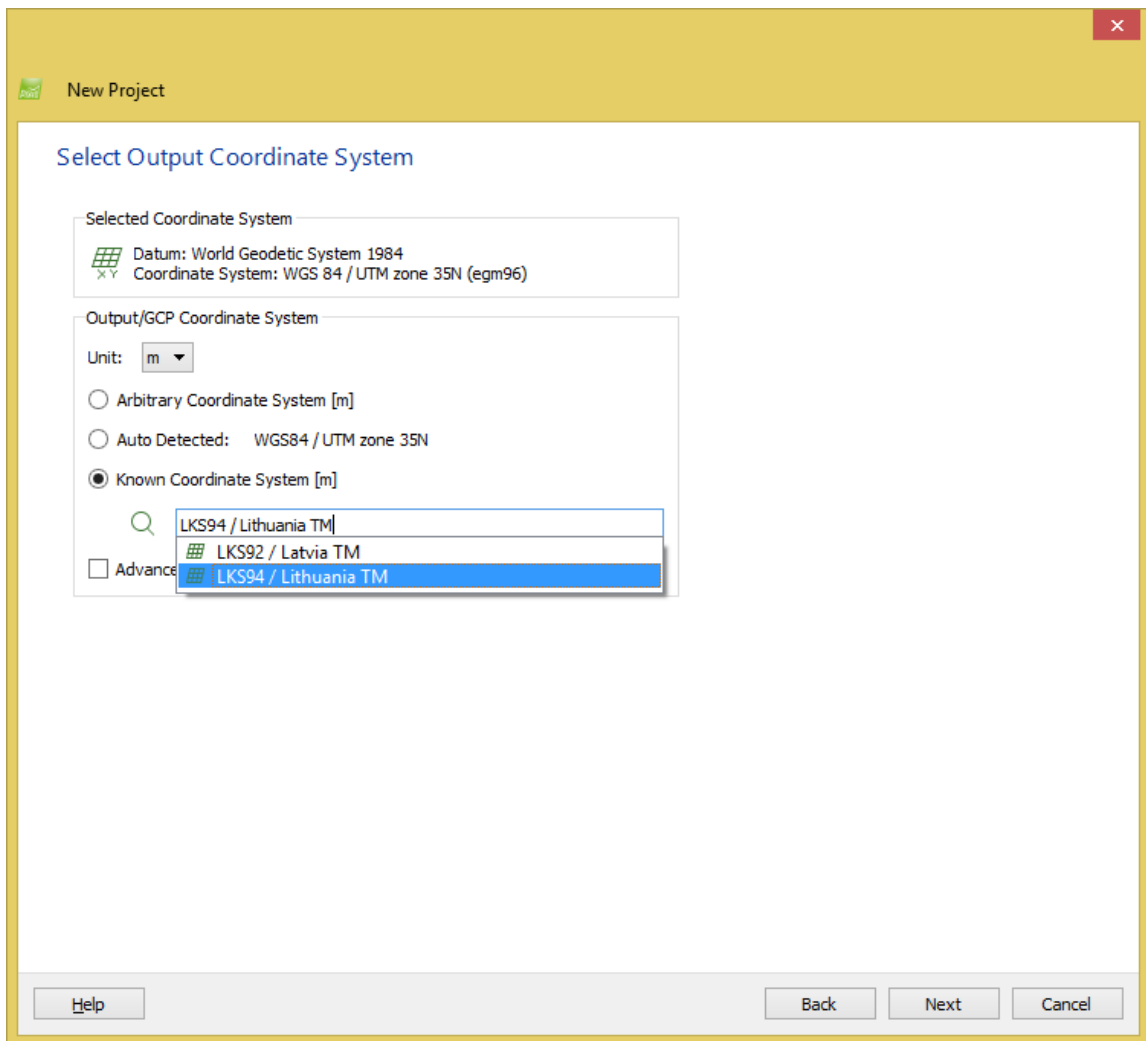 New Project
Select Output Coordinate System
Selected Coordinate System
Datum: World Geodetic System 1984
X Y
Coordinate System: WGS 84 / UTM zone 35N (egm96)
Output/GCP Coordinate System
Unit: m
Arbitrary Coordinate System [m]
Auto Detected: WGS84 / UTM zone 35N
Known Coordinate System [m]
LKS94 / Lithuania TM
LKS92 / Latvia TM
Advance
LKS94 / Lithuania TM
Help Back Next Cancel